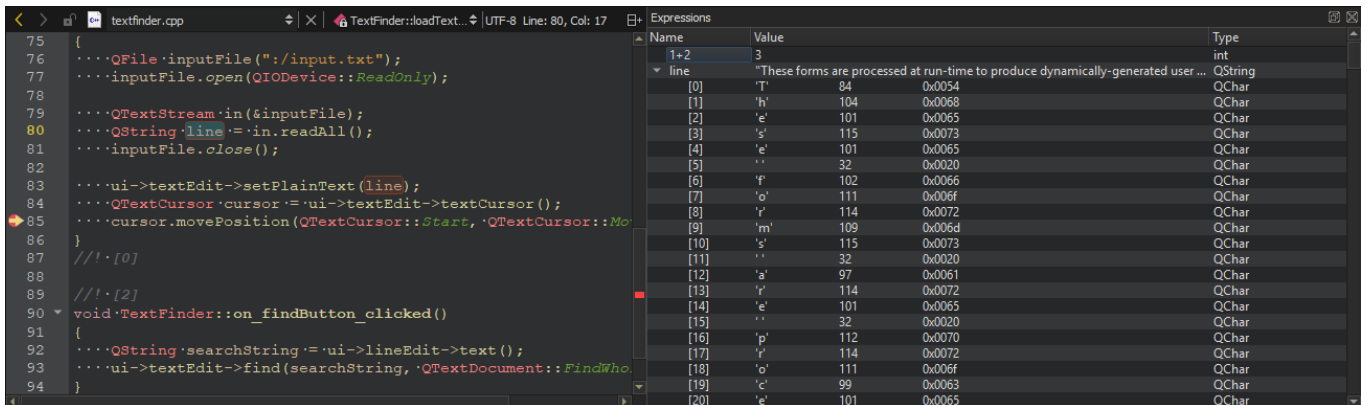 textfinder.cpp TextFinder::loadText... UTF-8 Line: 80, Col: 17 Expressions
Name Value Type
75 {
76 ····QFile·inputFile(":/input.txt");
77 ····inputFile.open(QIODevice::ReadOnly);
78
79 ····QTextStream·in(&inputFile);
80 ····QString·line·=·in.readAll();
81 ····inputFile.close();
82
83 ····ui->textEdit->setPlainText(line);
84 ····QTextCursor·cursor·=·ui->textEdit->textCursor();
85 ····cursor.movePosition(QTextCursor::Start,·QTextCursor::Mo
86 }
87 //!·[0]
88
89 //!·[2]
90 void·TextFinder::on_findButton_clicked()
91 {
92 ····QString·searchString·=·ui->lineEdit->text();
93 ····ui->textEdit->find(searchString,·QTextDocument::FindWho
94 }
1+2 3 int
line "These forms are processed at run-time to produce dynamically-generated user ... QString
[0] 'T' 84 0x0054 QChar
[1] 'h' 104 0x0068 QChar
[2] 'e' 101 0x0065 QChar
[3] 's' 115 0x0073 QChar
[4] 'e' 101 0x0065 QChar
[5] ' ' 32 0x0020 QChar
[6] 'f' 102 0x0066 QChar
[7] 'o' 111 0x006f QChar
[8] 'r' 114 0x0072 QChar
[9] 'm' 109 0x006d QChar
[10] 's' 115 0x0073 QChar
[11] ' ' 32 0x0020 QChar
[12] 'a' 97 0x0061 QChar
[13] 'r' 114 0x0072 QChar
[14] 'e' 101 0x0065 QChar
[15] ' ' 32 0x0020 QChar
[16] 'p' 112 0x0070 QChar
[17] 'r' 114 0x0072 QChar
[18] 'o' 111 0x006f QChar
[19] 'c' 99 0x0063 QChar
[20] 'e' 101 0x0065 QChar